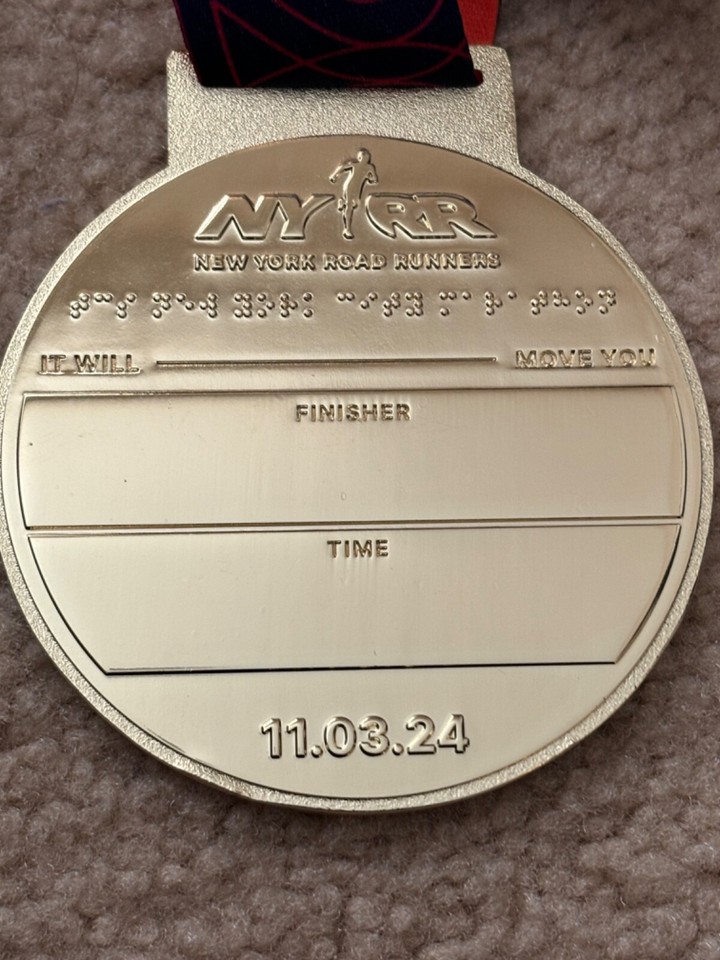 NYRR
NEW YORK ROAD RUNNERS
IT WILL MOVE YOU
FINISHER
TIME
11.03.24